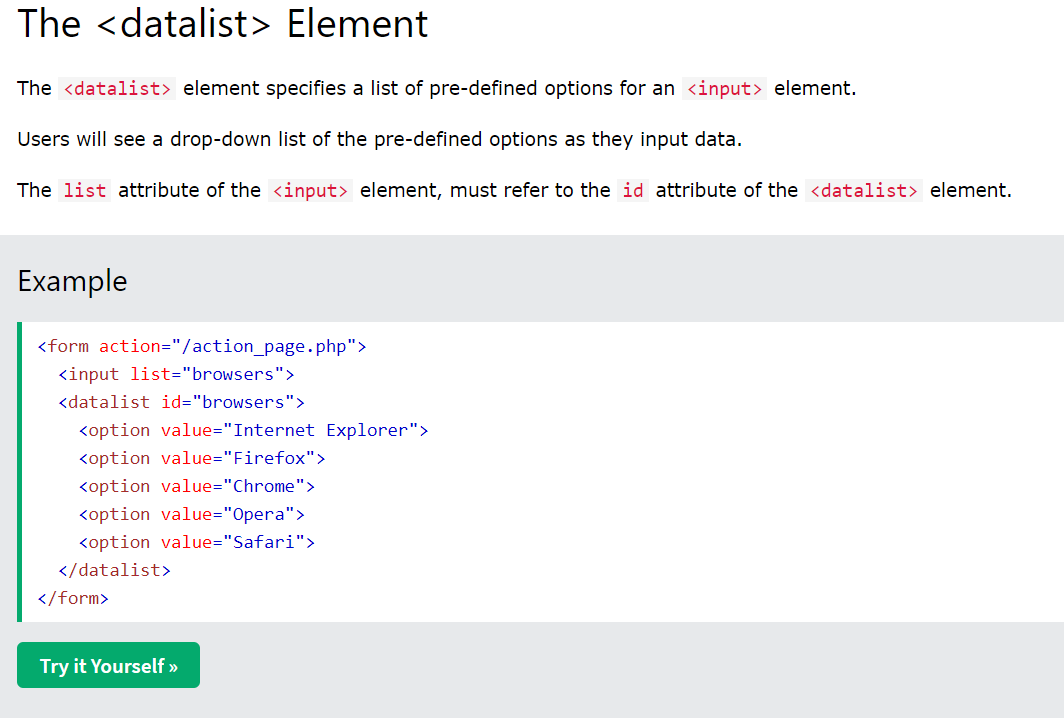 The <datalist> Element
The <datalist> element specifies a list of pre-defined options for an <input> element.
Users will see a drop-down list of the pre-defined options as they input data.
The list attribute of the <input> element, must refer to the id attribute of the <datalist> element.
Example
<form action="/action_page.php">
  <input list="browsers">
  <datalist id="browsers">
    <option value="Internet Explorer">
    <option value="Firefox">
    <option value="Chrome">
    <option value="Opera">
    <option value="Safari">
  </datalist>
</form>
Try it Yourself »